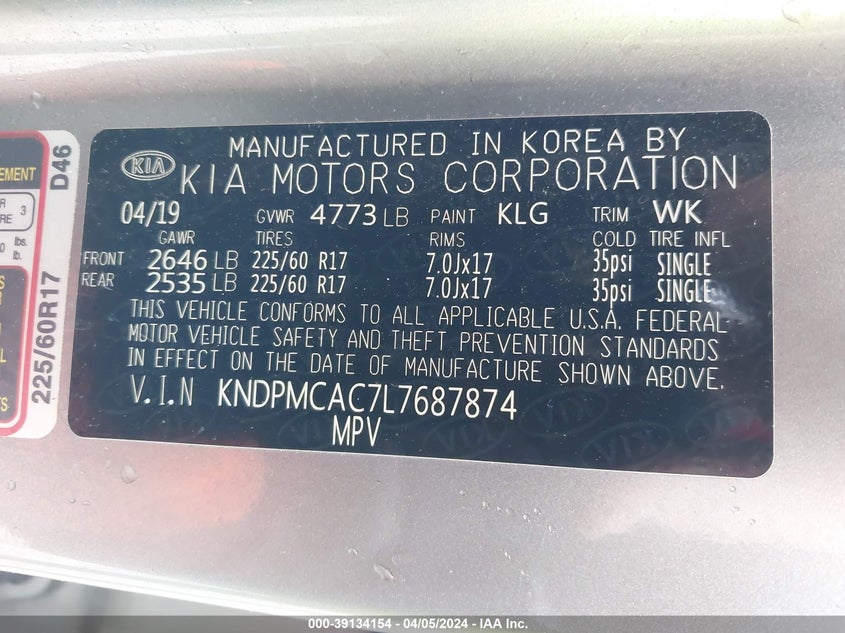 MANUFACTURED IN KOREA BY
KIA KIA MOTORS CORPORATION
04/19 GVWR 4773 LB PAINT KLG TRIM WK
GAWR TIRES RIMS COLD TIRE INFL
FRONT 2646 LB 225/60 R17 7.0Jx17 35psi SINGLE
REAR 2535 LB 225/60 R17 7.0Jx17 35psi SINGLE
THIS VEHICLE CONFORMS TO ALL APPLICABLE U.S.A. FEDERAL
MOTOR VEHICLE SAFETY AND THEFT PREVENTION STANDARDS
IN EFFECT ON THE DATE OF MANUFACTURE SHOWN ABOVE.
V.I.N KNDPMCAC7L7687874
MPV
225/60R17 D46
3
lbs.
lb.
000-39134154 - 04/05/2024 - IAA Inc.